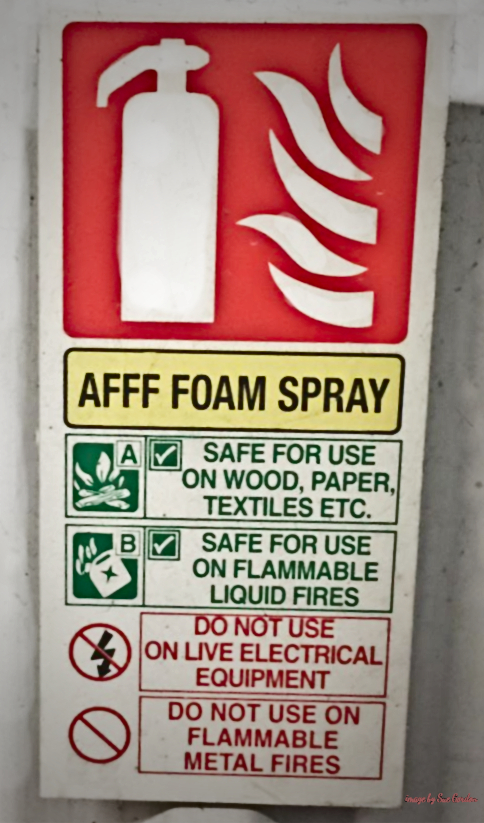 AFFF FOAM SPRAY
A
SAFE FOR USE
ON WOOD, PAPER,
TEXTILES ETC.
B
SAFE FOR USE
ON FLAMMABLE
LIQUID FIRES
DO NOT USE
ON LIVE ELECTRICAL
EQUIPMENT
DO NOT USE ON
FLAMMABLE
METAL FIRES